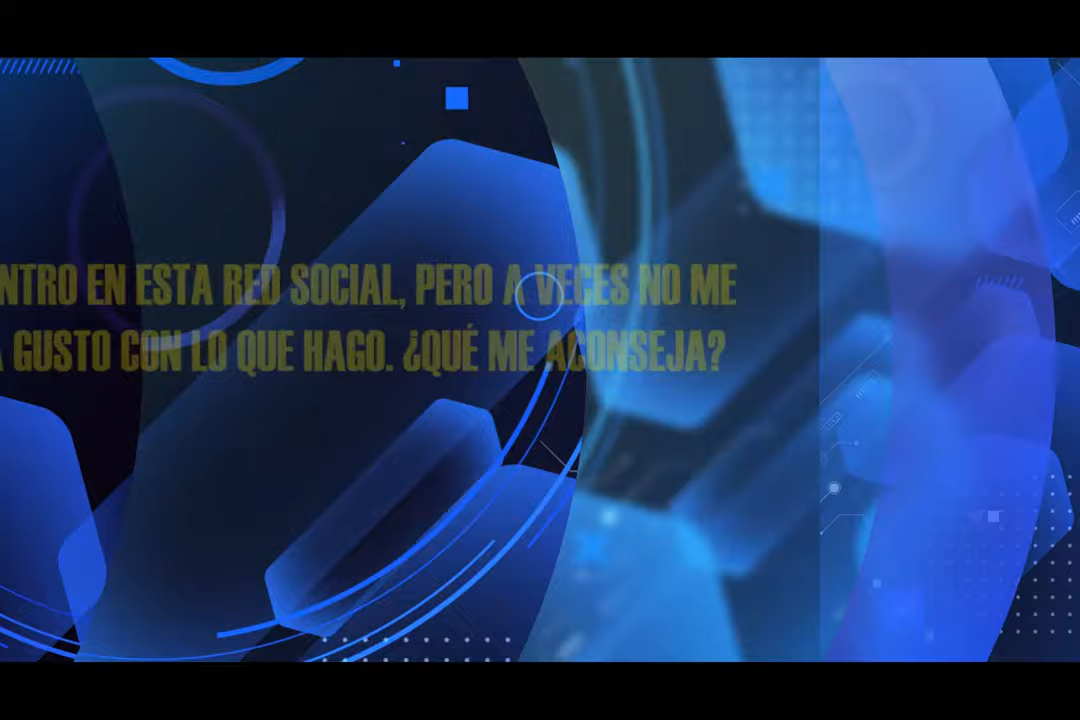 NTRO EN ESTA RED SOCIAL, PERO A VECES NO ME
A GUSTO CON LO QUE HAGO. ¿QUÉ ME ACONSEJA?